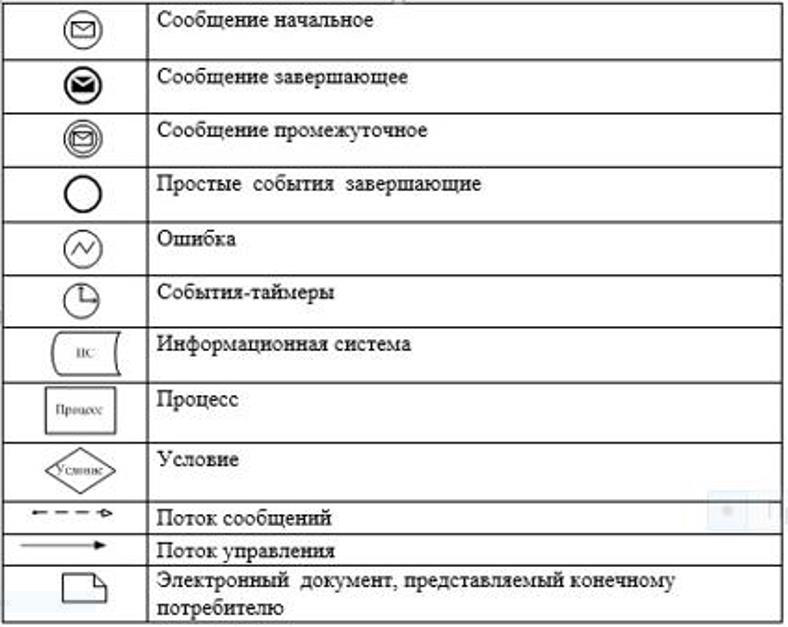 Сообщение начальное
Сообщение завершающее
Сообщение промежуточное
Простые события завершающие
Ошибка
События-таймеры
ИС
Информационная система
Процесс
Процесс
Условие
Условие
Поток сообщений
Поток управления
Электронный документ, представляемый конечному
потребителю